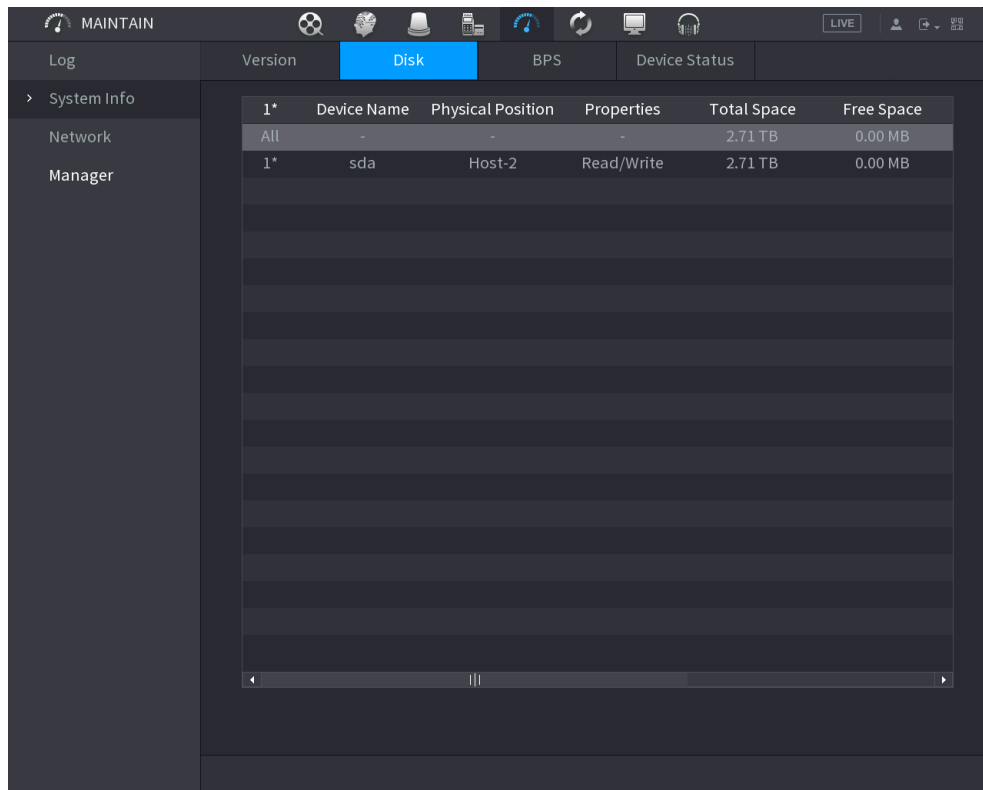 MAINTAIN LIVE
Log Version Disk BPS Device Status
System Info
Network
Manager
1* Device Name Physical Position Properties Total Space Free Space
All - - - 2.71 TB 0.00 MB
1* sda Host-2 Read/Write 2.71 TB 0.00 MB